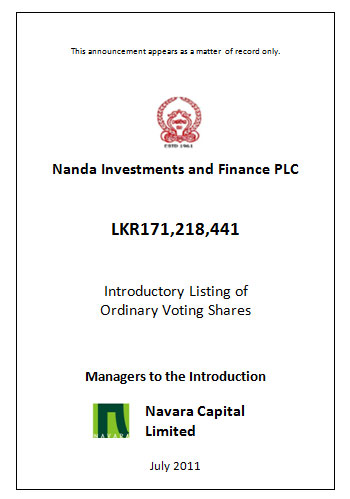 This announcement appears as a matter of record only.
ESTD 1961
Nanda Investments and Finance PLC
LKR171,218,441
Introductory Listing of
Ordinary Voting Shares
Managers to the Introduction
NAVARA
Navara Capital
Limited
July 2011